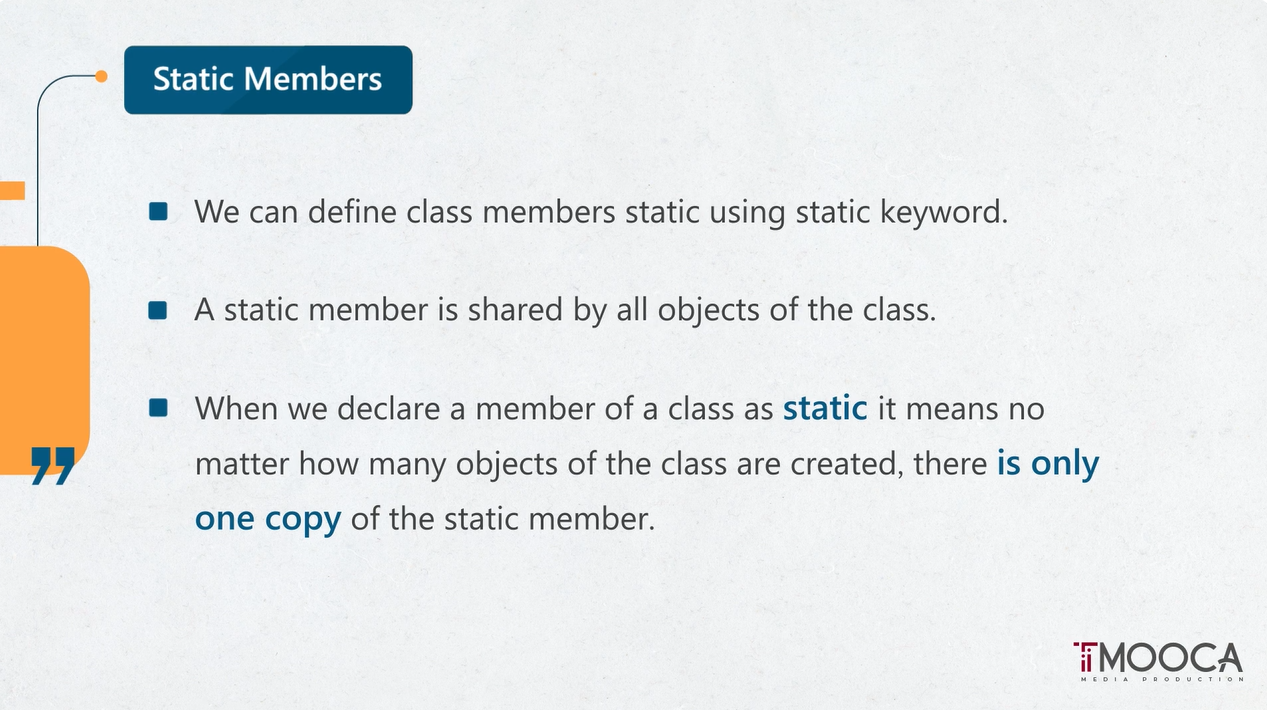 Static Members
We can define class members static using static keyword.
A static member is shared by all objects of the class.
When we declare a member of a class as static it means no
matter how many objects of the class are created, there is only
one copy of the static member.
TiMOOCA
MEDIA PRODUCTION